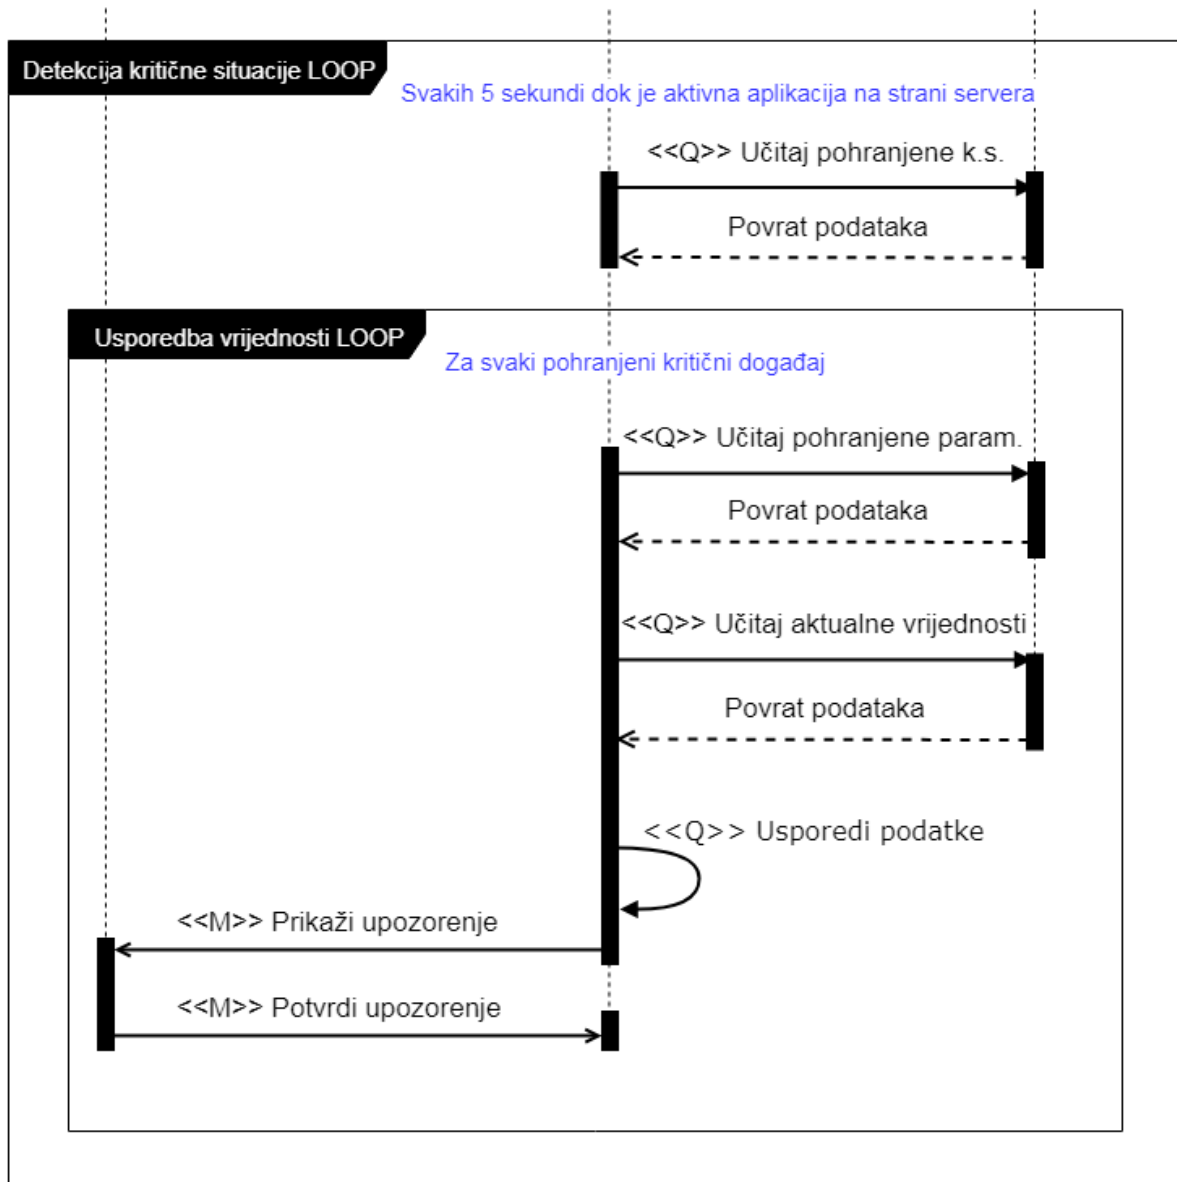 Detekcija kritične situacije LOOP
Svakih 5 sekundi dok je aktivna aplikacija na strani servera
<<Q>> Učitaj pohranjene k.s.
Povrat podataka
Usporedba vrijednosti LOOP
Za svaki pohranjeni kritični događaj
<<Q>> Učitaj pohranjene param.
Povrat podataka
<<Q>> Učitaj aktualne vrijednosti
Povrat podataka
<<Q>> Usporedi podatke
<<M>> Prikaži upozorenje
<<M>> Potvrdi upozorenje